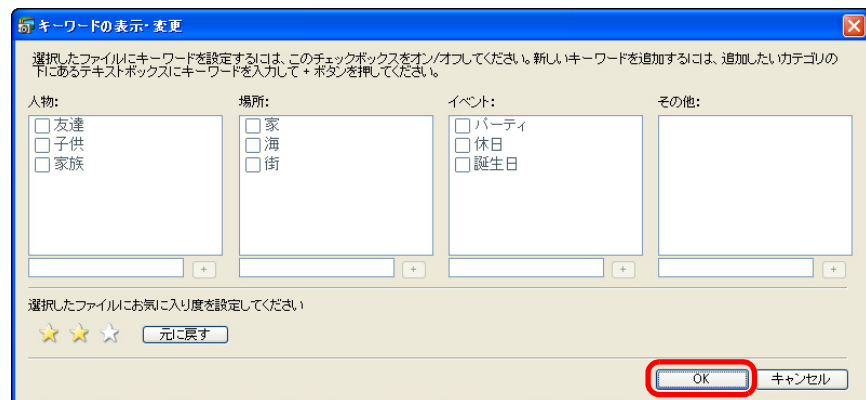 キーワードの表示・変更
選択したファイルにキーワードを設定するには、このチェックボックスをオン/オフしてください。新しいキーワードを追加するには、追加したいカテゴリの
下にあるテキストボックスにキーワードを入力して + ボタンを押してください。
人物:
場所:
イベント:
その他:
友達
子供
家族
家
海
街
パーティ
休日
誕生日
+
+
+
+
選択したファイルにお気に入り度を設定してください
元に戻す
OK
キャンセル